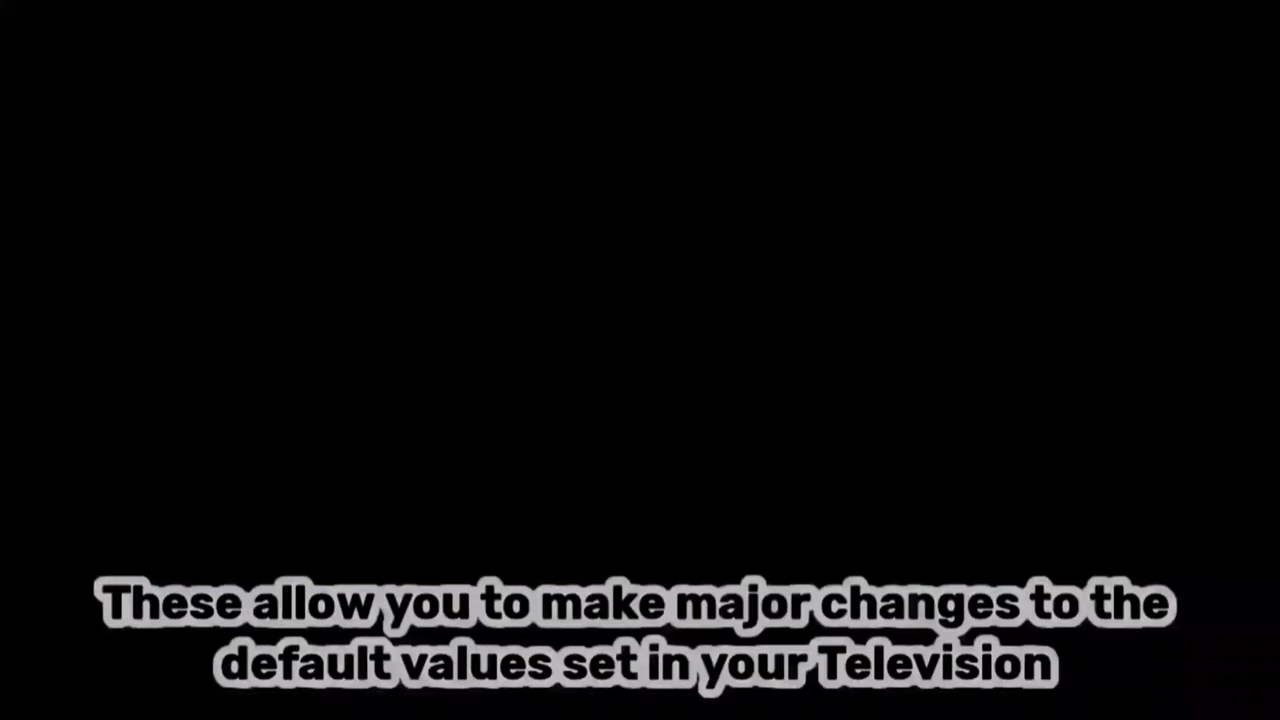 These allow you to make major changes to the
default values set in your Television